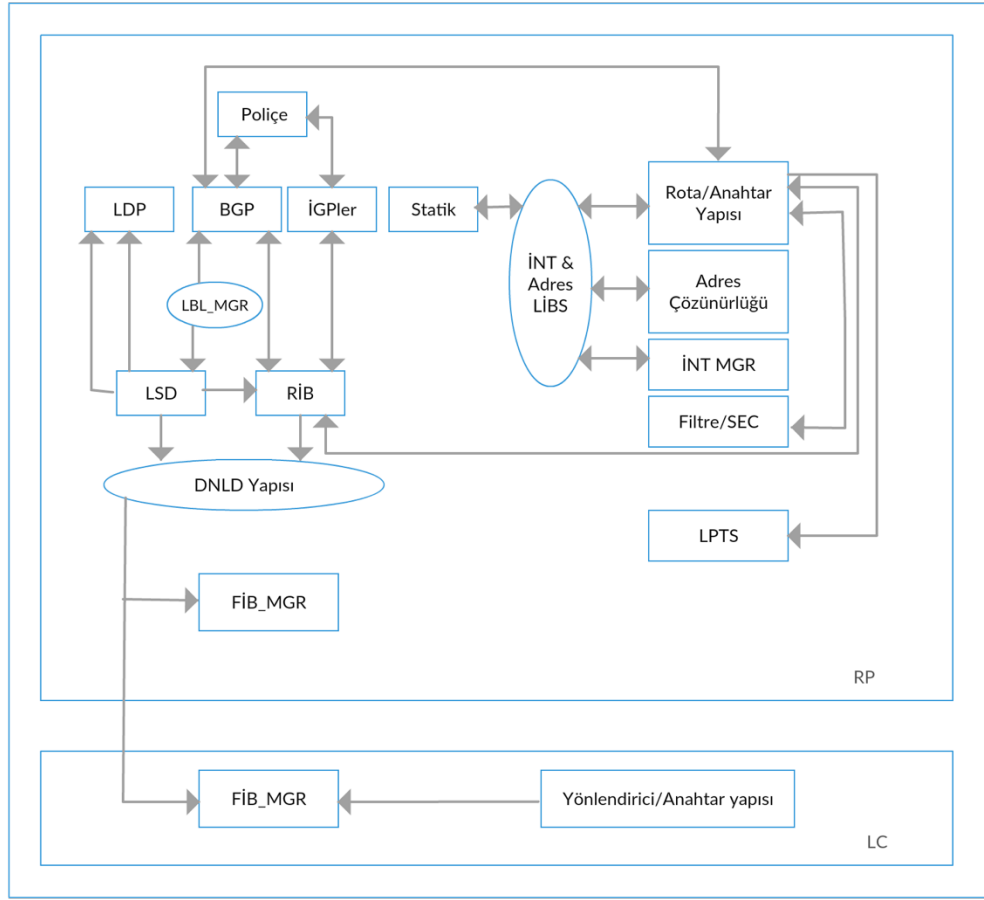 Poliçe
LDP
BGP
İGPler
Statik
Rota/Anahtar
Yapısı
İNT &
Adres
LİBS
Adres
Çözünürlüğü
LBL_MGR
İNT MGR
LSD
RİB
Filtre/SEC
DNLD Yapısı
LPTS
FİB_MGR
RP
FİB_MGR
Yönlendirici/Anahtar yapısı
LC